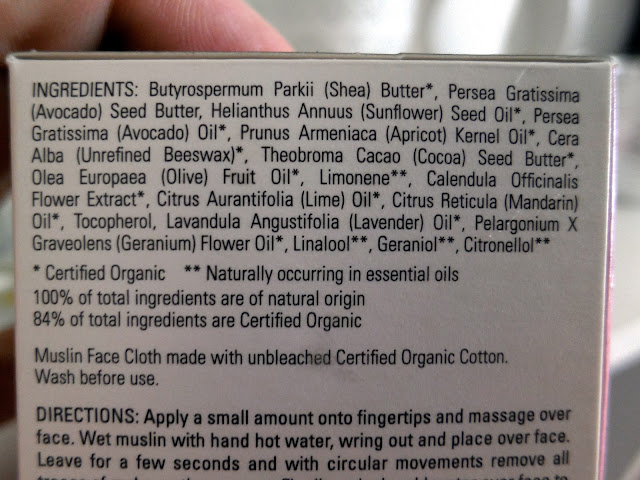 INGREDIENTS: Butyrospermum Parkii (Shea) Butter*, Persea Gratissima
(Avocado) Seed Butter, Helianthus Annuus (Sunflower) Seed Oil*, Persea
Gratissima (Avocado) Oil*, Prunus Armeniaca (Apricot) Kernel Oil*, Cera
Alba (Unrefined Beeswax)*, Theobroma Cacao (Cocoa) Seed Butter*,
Olea Europaea (Olive) Fruit Oil*, Limonene**, Calendula Officinalis
Flower Extract*, Citrus Aurantifolia (Lime) Oil*, Citrus Reticula (Mandarin)
Oil*, Tocopherol, Lavandula Angustifolia (Lavender) Oil*, Pelargonium X
Graveolens (Geranium) Flower Oil*, Linalool**, Geraniol**, Citronellol**
* Certified Organic ** Naturally occurring in essential oils
100% of total ingredients are of natural origin
84% of total ingredients are Certified Organic
Muslin Face Cloth made with unbleached Certified Organic Cotton.
Wash before use.
DIRECTIONS: Apply a small amount onto fingertips and massage over
face. Wet muslin with hand hot water, wring out and place over face.
Leave for a few seconds and with circular movements remove all